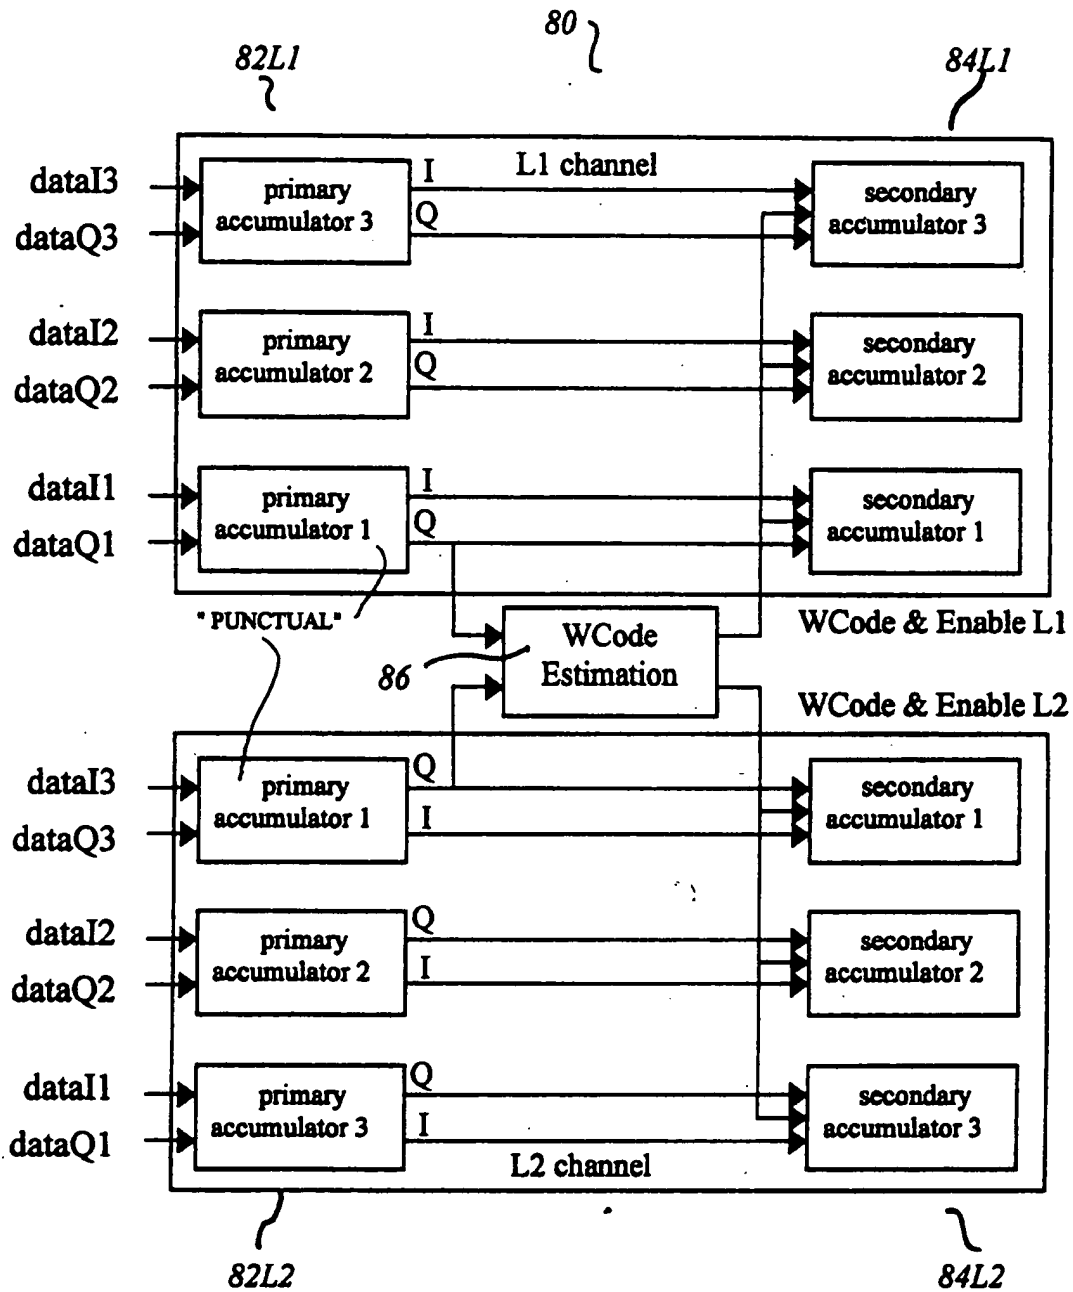 80
82L1
84L1
L1 channel
dataI3
dataQ3
primary
accumulator 3
I
Q
secondary
accumulator 3
dataI2
dataQ2
primary
accumulator 2
I
Q
secondary
accumulator 2
dataI1
dataQ1
primary
accumulator 1
I
Q
secondary
accumulator 1
"PUNCTUAL"
86
WCode
Estimation
WCode & Enable L1
WCode & Enable L2
dataI3
dataQ3
primary
accumulator 1
Q
I
secondary
accumulator 1
dataI2
dataQ2
primary
accumulator 2
Q
I
secondary
accumulator 2
dataI1
dataQ1
primary
accumulator 3
Q
I
secondary
accumulator 3
L2 channel
82L2
84L2